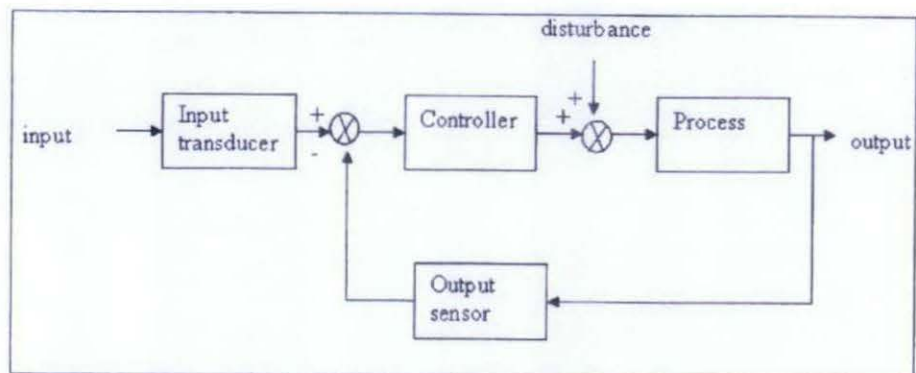 disturbance
input
Input
transducer
+
-
Controller
+
+
Process
output
Output
sensor